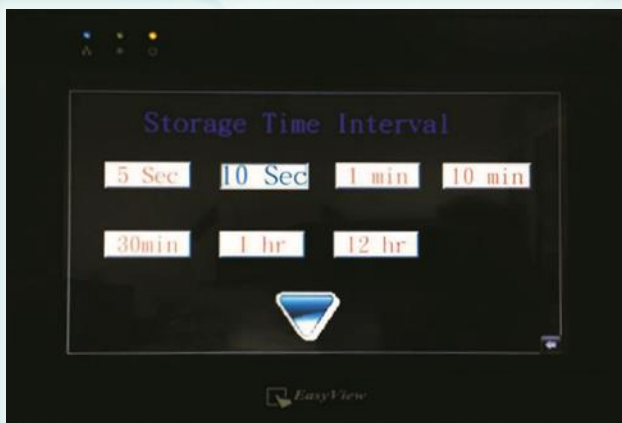 Storage Time Interval
5 Sec 10 Sec 1 min 10 min
30min 1 hr 12 hr
EasyView